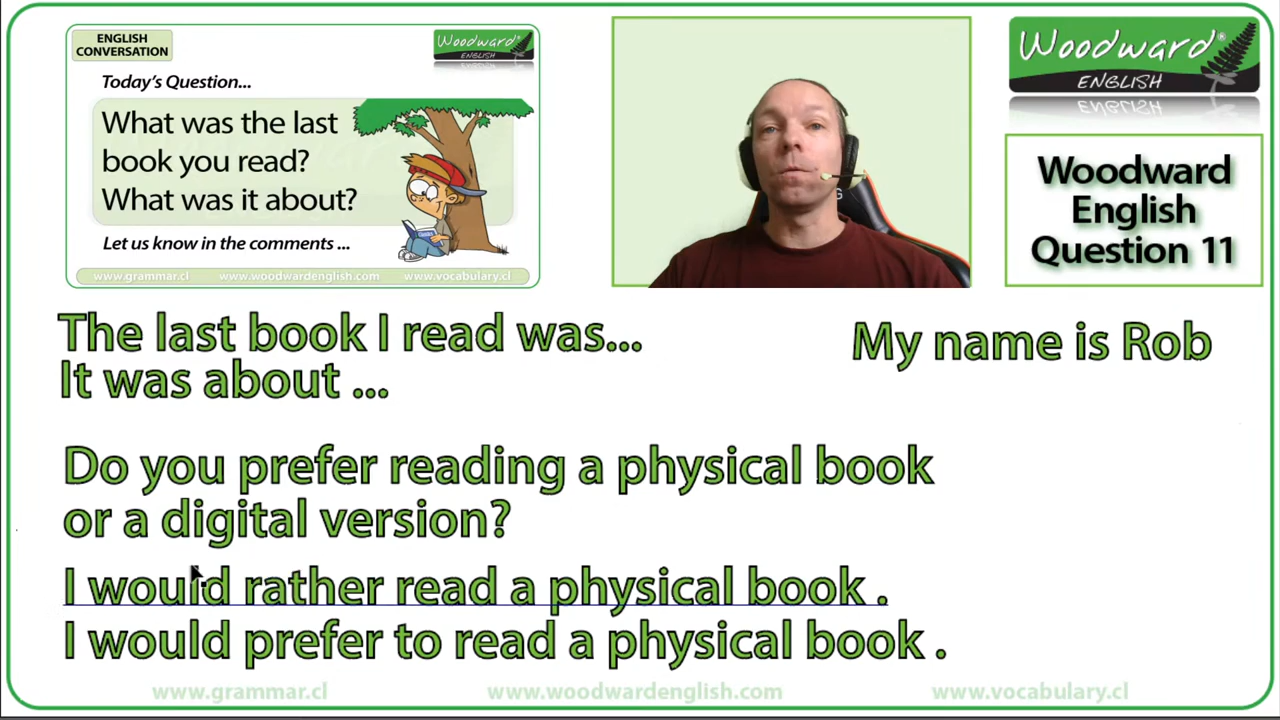 ENGLISH
CONVERSATION
Woodward®
ENGLISH
Today's Question...
What was the last
book you read?
What was it about?
Let us know in the comments ...
www.grammar.cl www.woodwardenglish.com www.vocabulary.cl
Woodward®
ENGLISH
Woodward
English
Question 11
The last book I read was...
It was about ...
My name is Rob
Do you prefer reading a physical book
or a digital version?
I would rather read a physical book .
I would prefer to read a physical book .
www.grammar.cl www.woodwardenglish.com www.vocabulary.cl